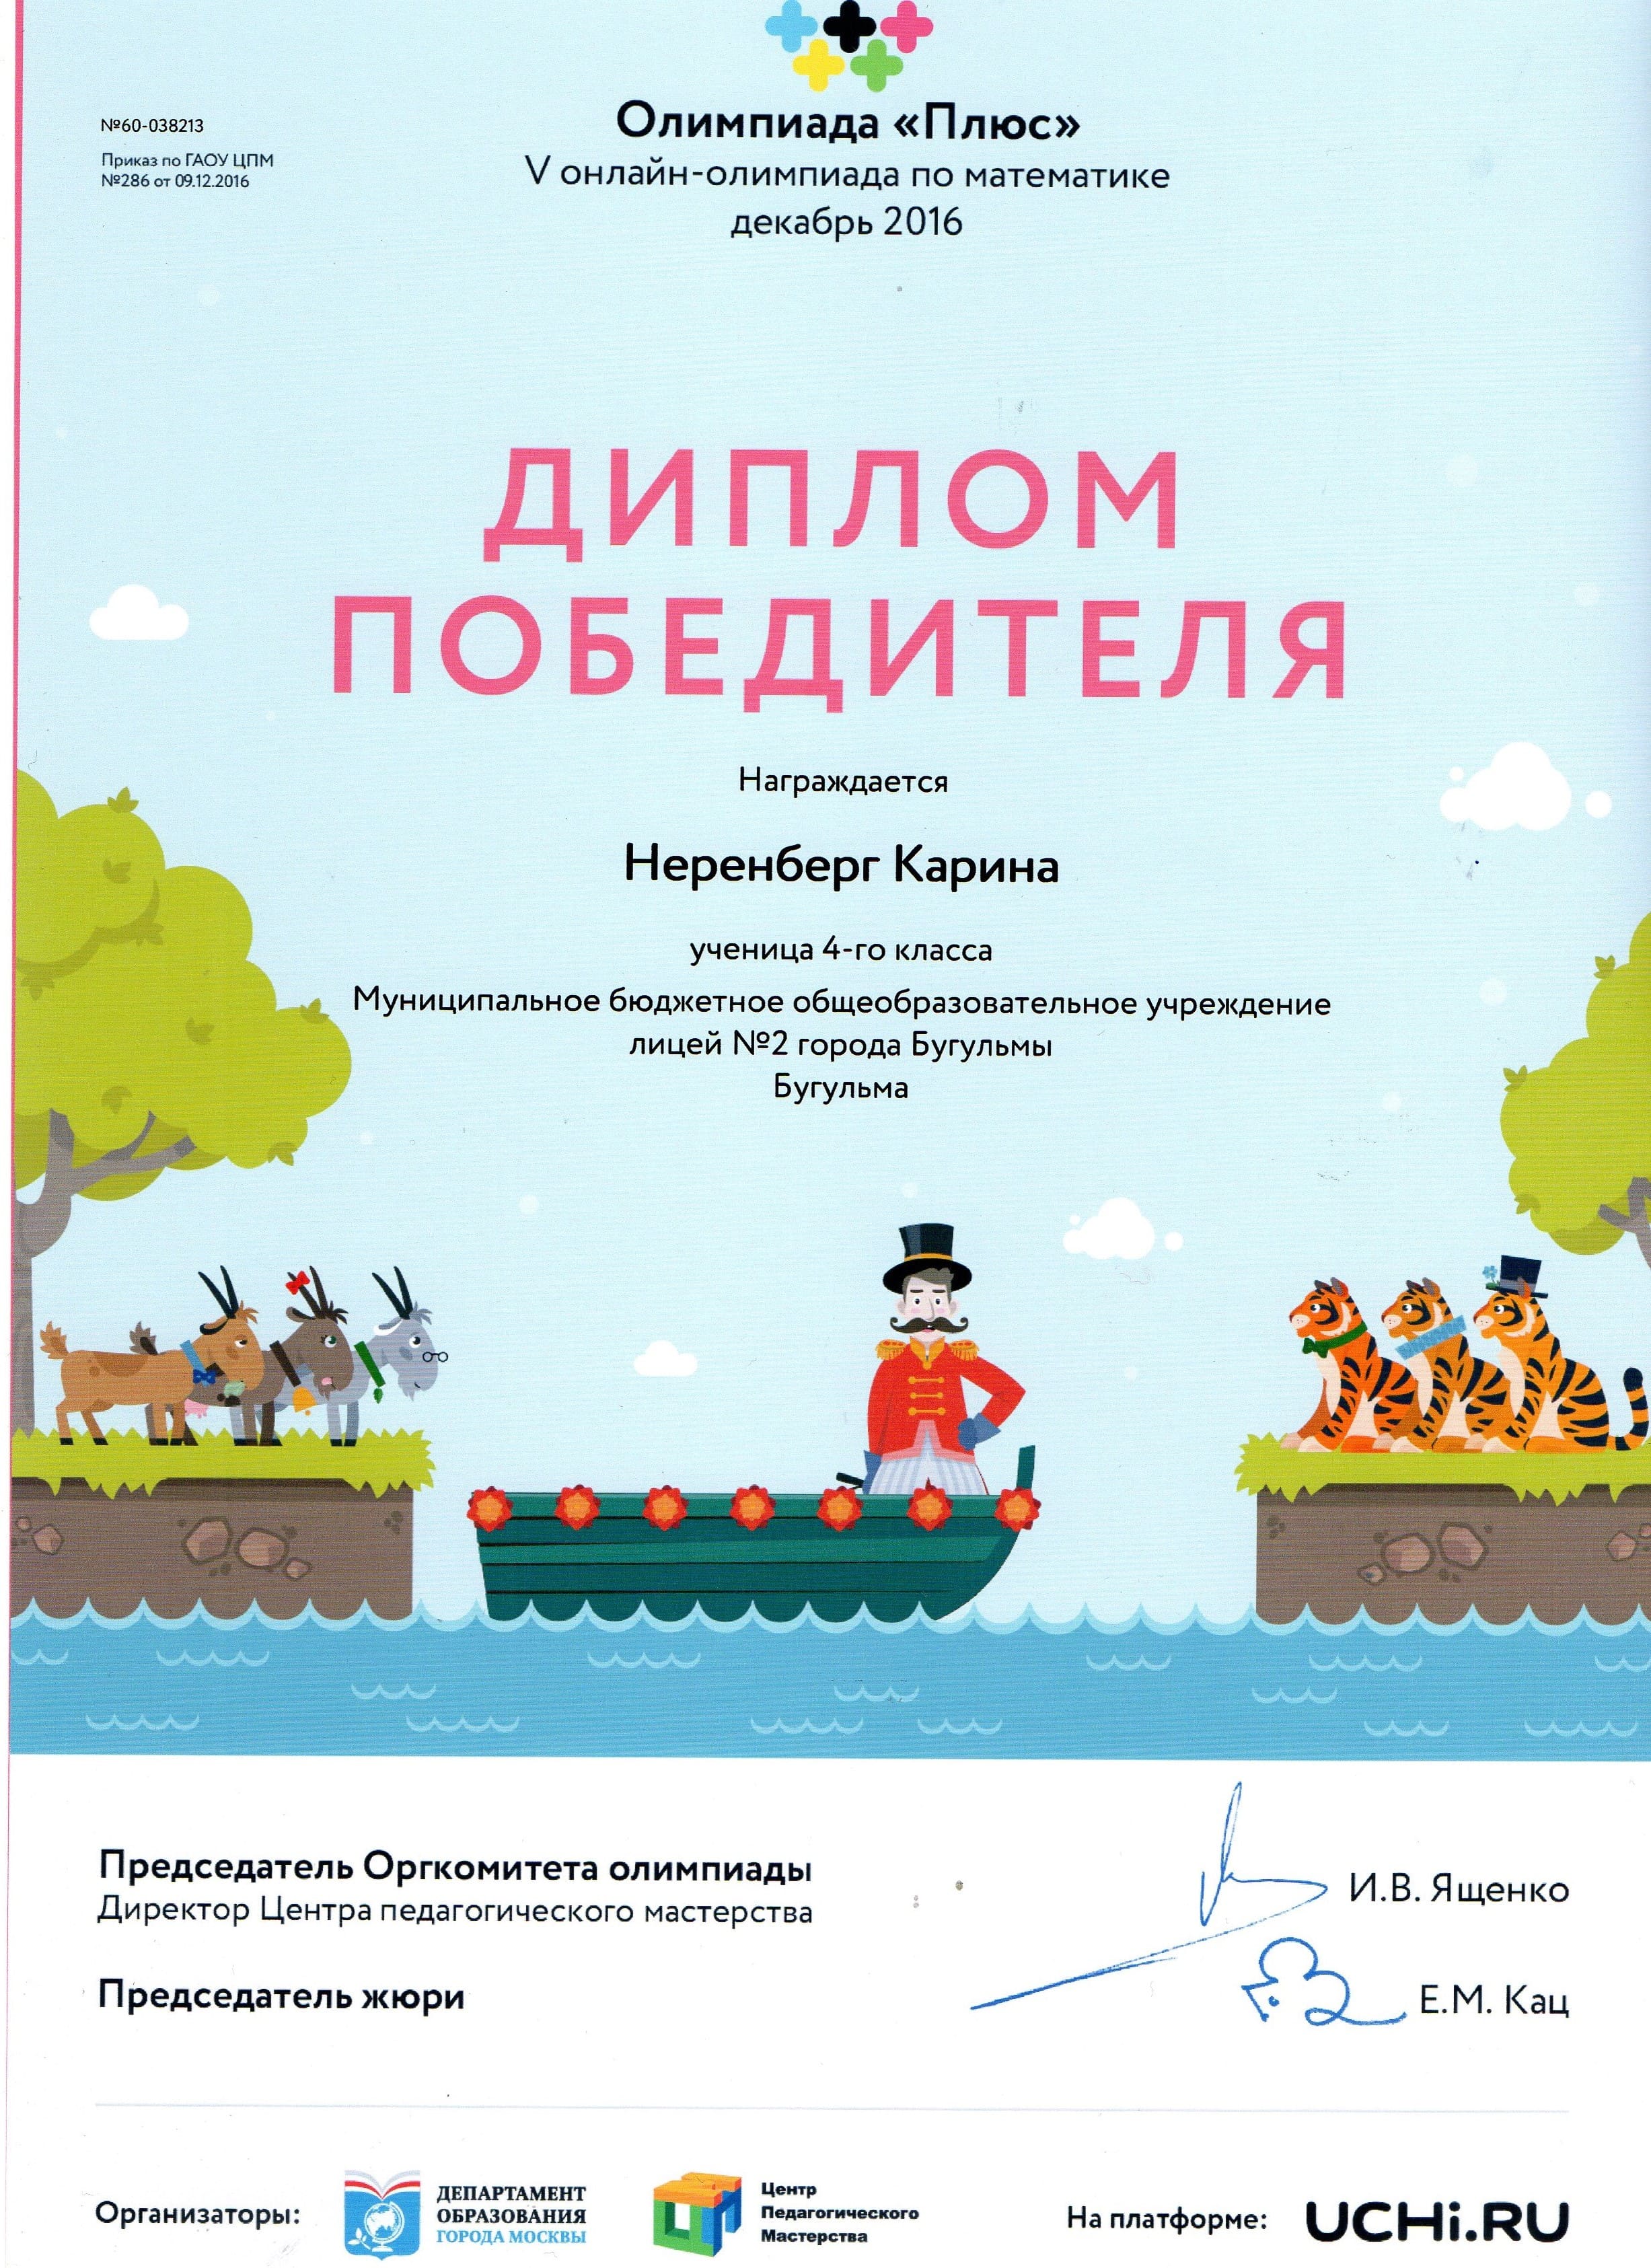 №60-038213
Приказ по ГАОУ ЦПМ
№286 от 09.12.2016
Олимпиада «Плюс»
V онлайн-олимпиада по математике
декабрь 2016
ДИПЛОМ
ПОБЕДИТЕЛЯ
Награждается
Неренберг Карина
ученица 4-го класса
Муниципальное бюджетное общеобразовательное учреждение
лицей №2 города Бугульмы
Бугульма
Председатель Оргкомитета олимпиады
Директор Центра педагогического мастерства
И.В. Ященко
Председатель жюри
Е.М. Кац
Организаторы:
ДЕПАРТАМЕНТ
ОБРАЗОВАНИЯ
ГОРОДА МОСКВЫ
Центр
Педагогического
Мастерства
На платформе:
UCHi.RU